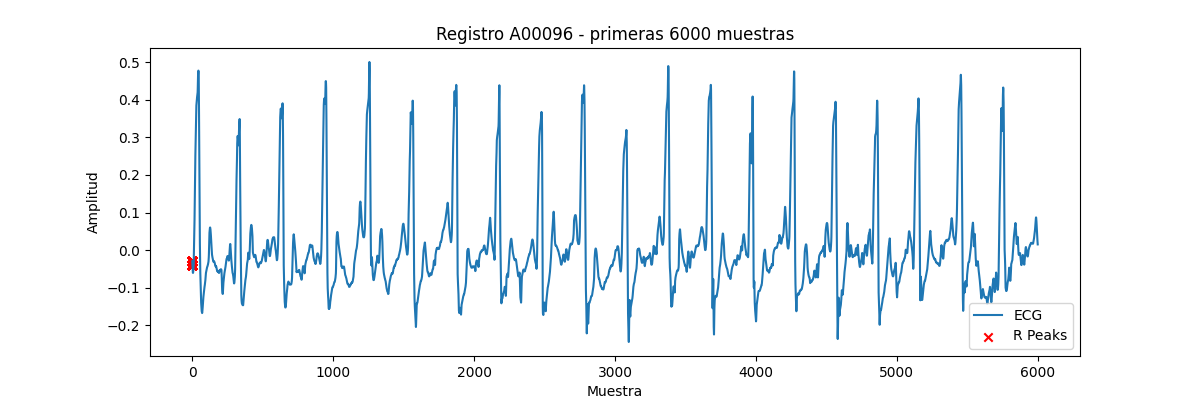 Registro A00096 - primeras 6000 muestras
Amplitud
0.5
0.4
0.3
0.2
0.1
0.0
−0.1
−0.2
0 1000 2000 3000 4000 5000 6000
Muestra
ECG
R Peaks